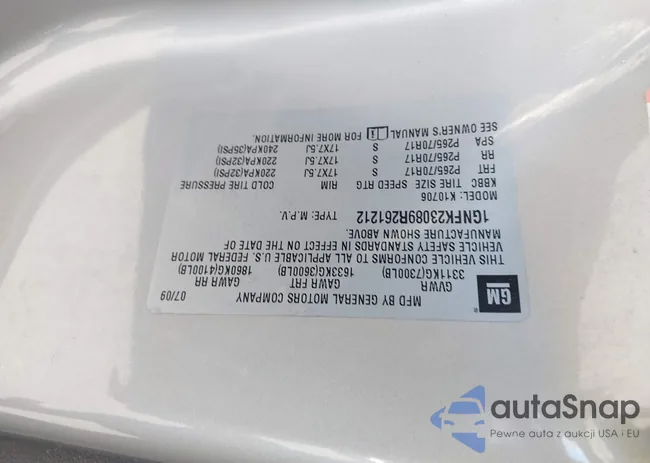 GM
MFD BY GENERAL MOTORS COMPANY 07/09
GVWR GAWR FRT GAWR RR
3311KG(7300LB) 1633KG(3600LB) 1860KG(4100LB)
THIS VEHICLE CONFORMS TO ALL APPLICABLE U.S. FEDERAL MOTOR
VEHICLE SAFETY STANDARDS IN EFFECT ON THE DATE OF
MANUFACTURE SHOWN ABOVE.
1GNFK23089R261212 TYPE: M.P.V.
MODEL: K10706
KBBC TIRE SIZE SPEED RTG RIM COLD TIRE PRESSURE
FRT P265/70R17 S 17X7.5J 220KPA(32PSI)
RR P265/70R17 S 17X7.5J 220KPA(32PSI)
SPA P265/70R17 S 17X7.5J 240KPA(35PSI)
SEE OWNER'S MANUAL FOR MORE INFORMATION.
autaSnap
Pewne auta z aukcji USA i EU